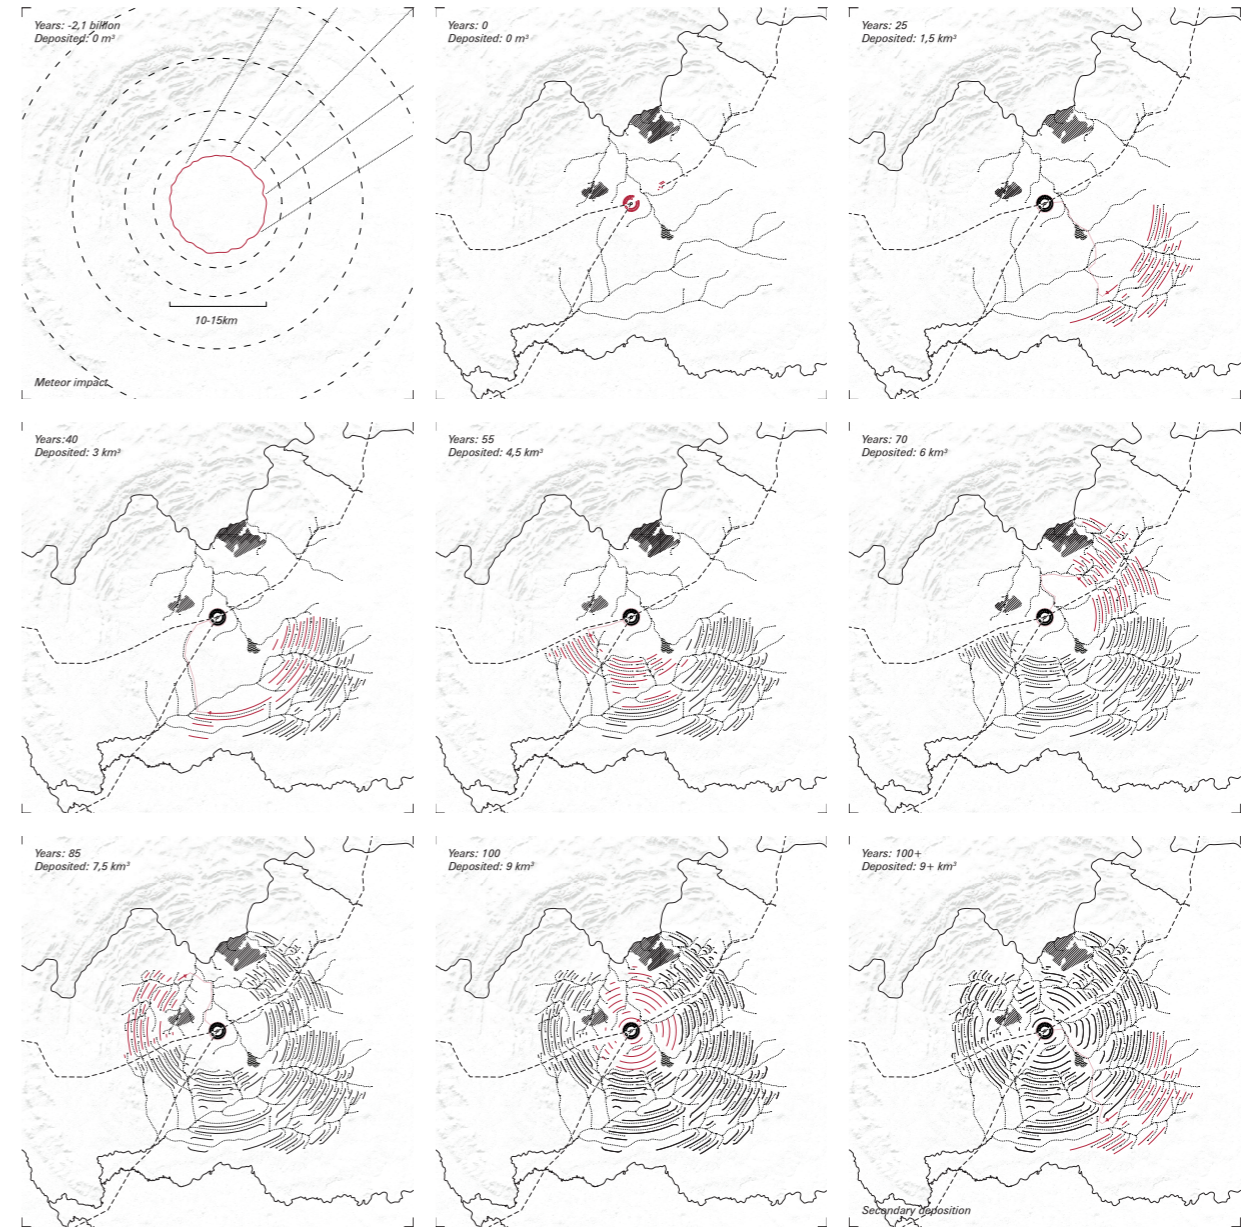 Years: -2,1 billion
Deposited: 0 m³
10-15km
Meteor impact
Years: 0
Deposited: 0 m³
Years: 25
Deposited: 1,5 km³
Years:40
Deposited: 3 km³
Years: 55
Deposited: 4,5 km³
Years: 70
Deposited: 6 km³
Years: 85
Deposited: 7,5 km³
Years: 100
Deposited: 9 km³
Years: 100+
Deposited: 9+ km³
Secondary deposition